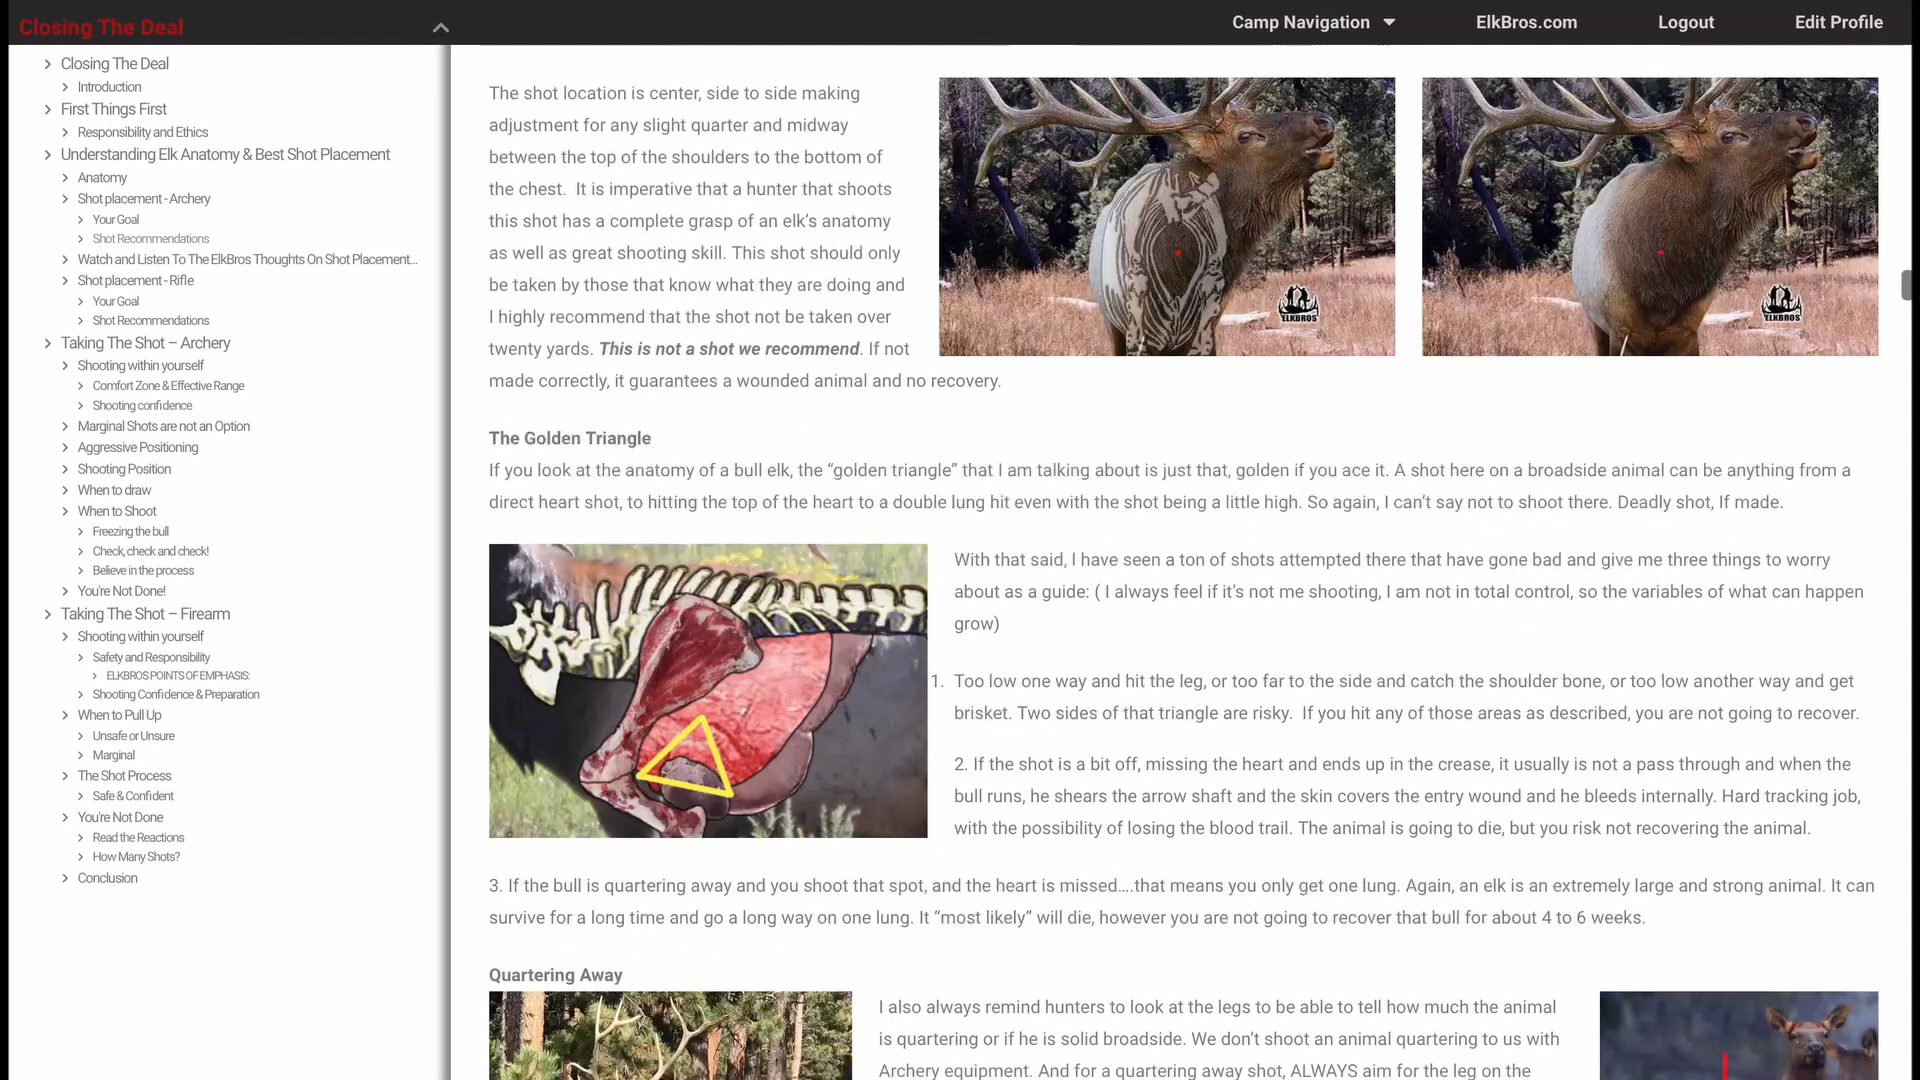 Closing The Deal
Camp Navigation
ElkBros.com
Logout
Edit Profile
Closing The Deal
Introduction
First Things First
Responsibility and Ethics
Understanding Elk Anatomy & Best Shot Placement
Anatomy
Shot placement - Archery
Your Goal
Shot Recommendations
Watch and Listen To The ElkBros Thoughts On Shot Placement...
Shot placement - Rifle
Your Goal
Shot Recommendations
Taking The Shot – Archery
Shooting within yourself
Comfort Zone & Effective Range
Shooting confidence
Marginal Shots are not an Option
Aggressive Positioning
Shooting Position
When to draw
When to Shoot
Freezing the bull
Check, check and check!
Believe in the process
You're Not Done!
Taking The Shot – Firearm
Shooting within yourself
Safety and Responsibility
ELKBROS POINTS OF EMPHASIS:
Shooting Confidence & Preparation
When to Pull Up
Unsafe or Unsure
Marginal
The Shot Process
Safe & Confident
You're Not Done
Read the Reactions
How Many Shots?
Conclusion
The shot location is center, side to side making
adjustment for any slight quarter and midway
between the top of the shoulders to the bottom of
the chest.  It is imperative that a hunter that shoots
this shot has a complete grasp of an elk’s anatomy
as well as great shooting skill. This shot should only
be taken by those that know what they are doing and
I highly recommend that the shot not be taken over
twenty yards. This is not a shot we recommend. If not
made correctly, it guarantees a wounded animal and no recovery.
ELKBROS
ELKBROS
The Golden Triangle
If you look at the anatomy of a bull elk, the “golden triangle” that I am talking about is just that, golden if you ace it. A shot here on a broadside animal can be anything from a
direct heart shot, to hitting the top of the heart to a double lung hit even with the shot being a little high. So again, I can’t say not to shoot there. Deadly shot, If made.
With that said, I have seen a ton of shots attempted there that have gone bad and give me three things to worry
about as a guide: ( I always feel if it’s not me shooting, I am not in total control, so the variables of what can happen
grow)
1. Too low one way and hit the leg, or too far to the side and catch the shoulder bone, or too low another way and get
brisket. Two sides of that triangle are risky.  If you hit any of those areas as described, you are not going to recover.
2. If the shot is a bit off, missing the heart and ends up in the crease, it usually is not a pass through and when the
bull runs, he shears the arrow shaft and the skin covers the entry wound and he bleeds internally. Hard tracking job,
with the possibility of losing the blood trail. The animal is going to die, but you risk not recovering the animal.
3. If the bull is quartering away and you shoot that spot, and the heart is missed….that means you only get one lung. Again, an elk is an extremely large and strong animal. It can
survive for a long time and go a long way on one lung. It “most likely” will die, however you are not going to recover that bull for about 4 to 6 weeks.
Quartering Away
I also always remind hunters to look at the legs to be able to tell how much the animal
is quartering or if he is solid broadside. We don’t shoot an animal quartering to us with
Archery equipment. And for a quartering away shot, ALWAYS aim for the leg on the